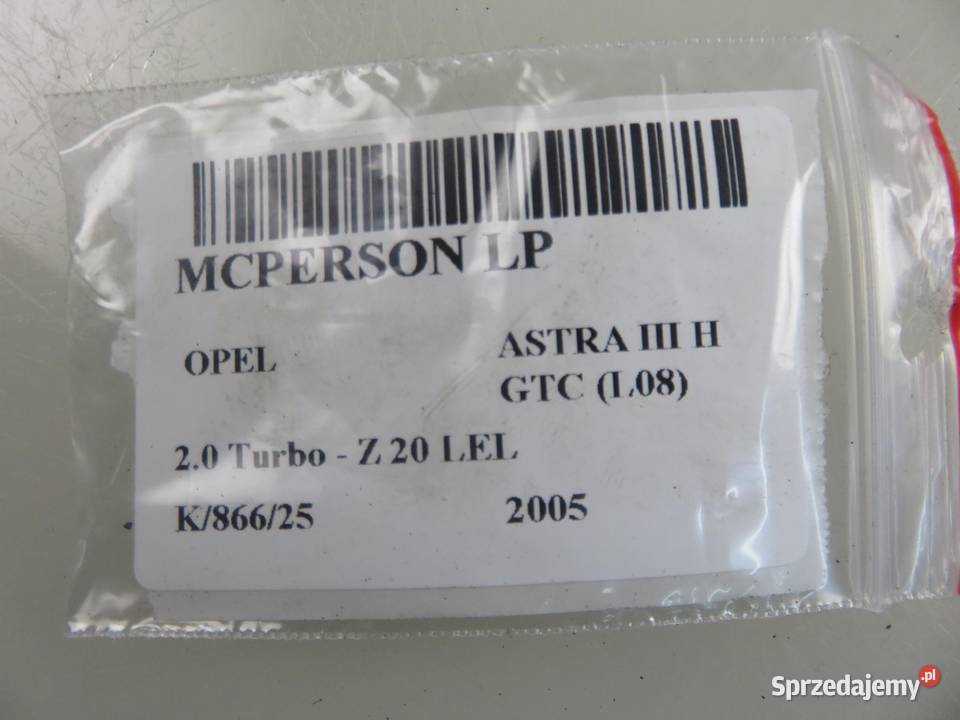 MCPERSON LP
OPEL
ASTRA III H
GTC (L08)
2.0 Turbo - Z 20 LEL
K/866/25
2005
Sprzedajemy.pl